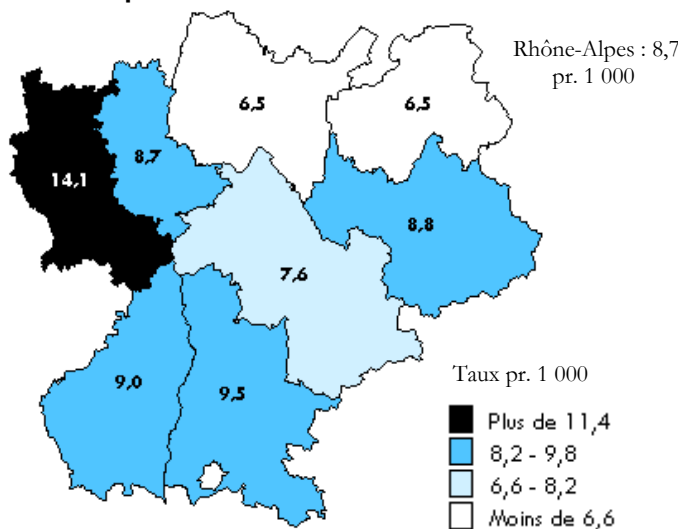 Rhône-Alpes : 8,7
pr. 1 000
6,5
6,5
8,7
14,1
8,8
7,6
9,0
9,5
Taux pr. 1 000
Plus de 11,4
8,2 - 9,8
6,6 - 8,2
Moins de 6,6